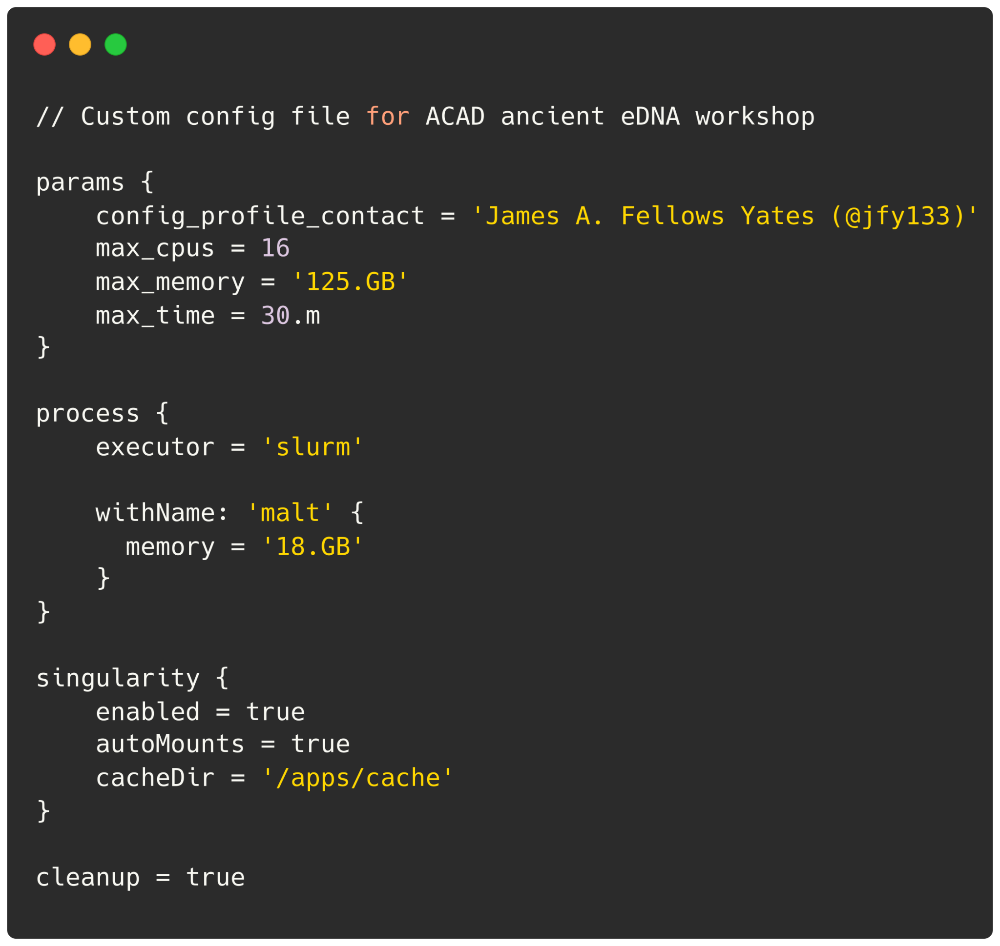 // Custom config file for ACAD ancient eDNA workshop
params {
    config_profile_contact = 'James A. Fellows Yates (@jfy133)'
    max_cpus = 16
    max_memory = '125.GB'
    max_time = 30.m
}
process {
    executor = 'slurm'
    withName: 'malt' {
      memory = '18.GB'
    }
}
singularity {
    enabled = true
    autoMounts = true
    cacheDir = '/apps/cache'
}
cleanup = true